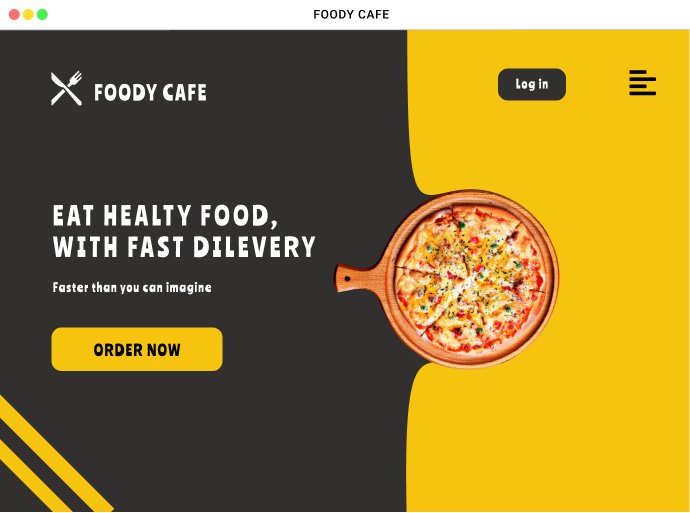 FOODY CAFE
FOODY CAFE
Log in
EAT HEALTY FOOD,
WITH FAST DILEVERY
Faster than you can imagine
ORDER NOW